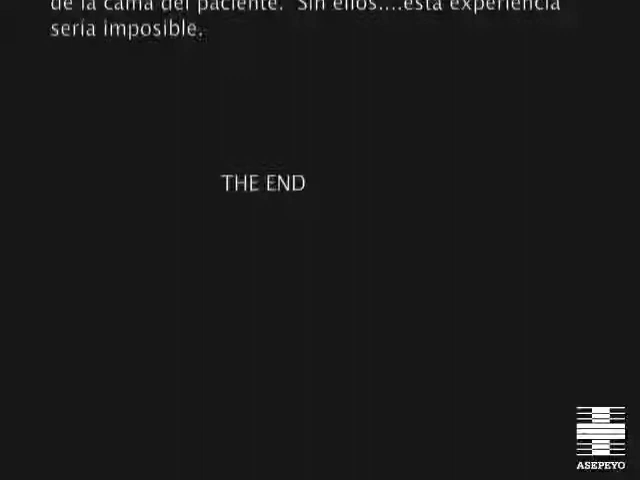 de la cama del paciente.  Sin ellos....esta experiencia
sería imposible.
THE END
ASEPEYO